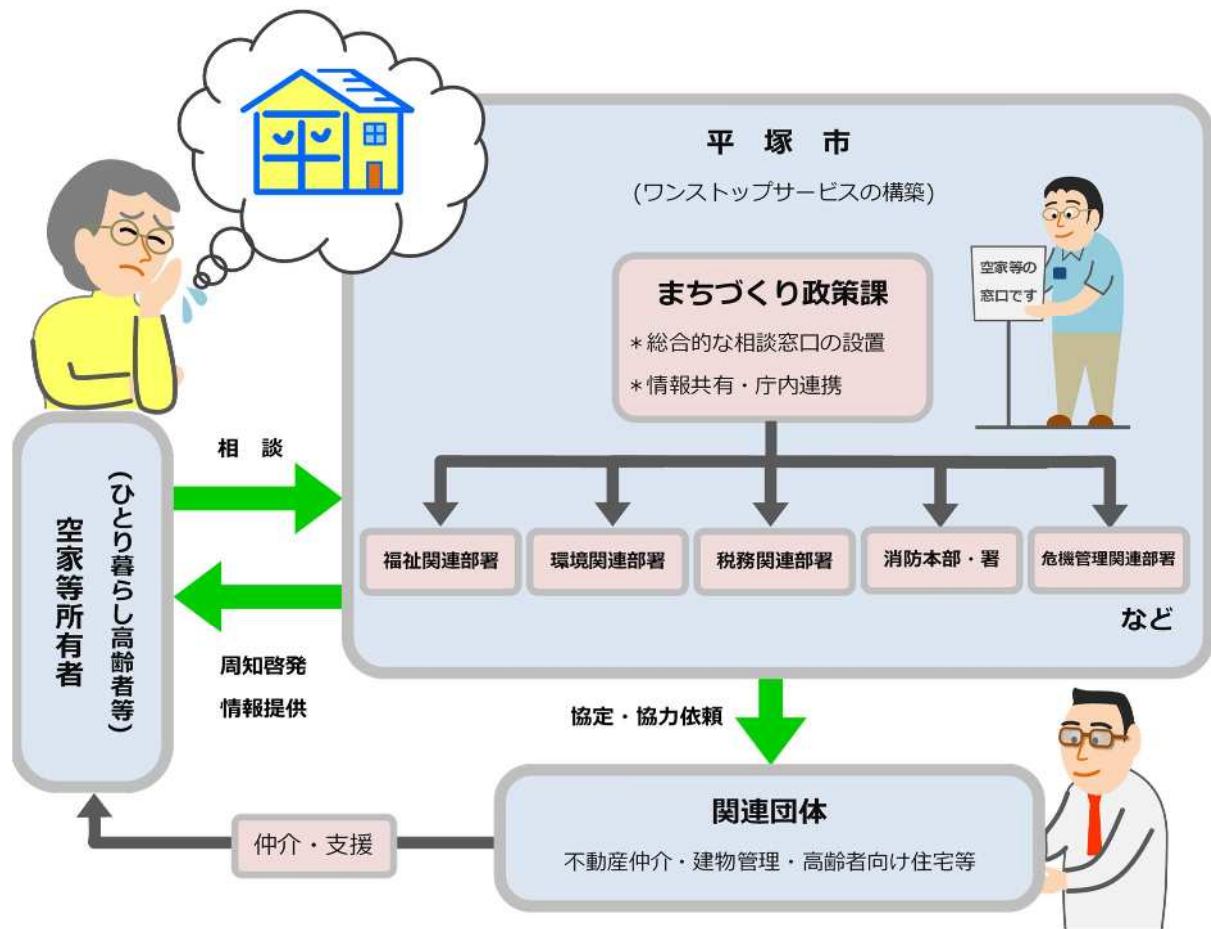 平 塚 市
(ワンストップサービスの構築)
まちづくり政策課
＊総合的な相談窓口の設置
＊情報共有・庁内連携
空家等の
窓口です
福祉関連部署
環境関連部署
税務関連部署
消防本部・署
危機管理関連部署
など
相 談
周知啓発
情報提供
空家等所有者
(ひとり暮らし高齢者等)
協定・協力依頼
関連団体
不動産仲介・建物管理・高齢者向け住宅等
仲介・支援